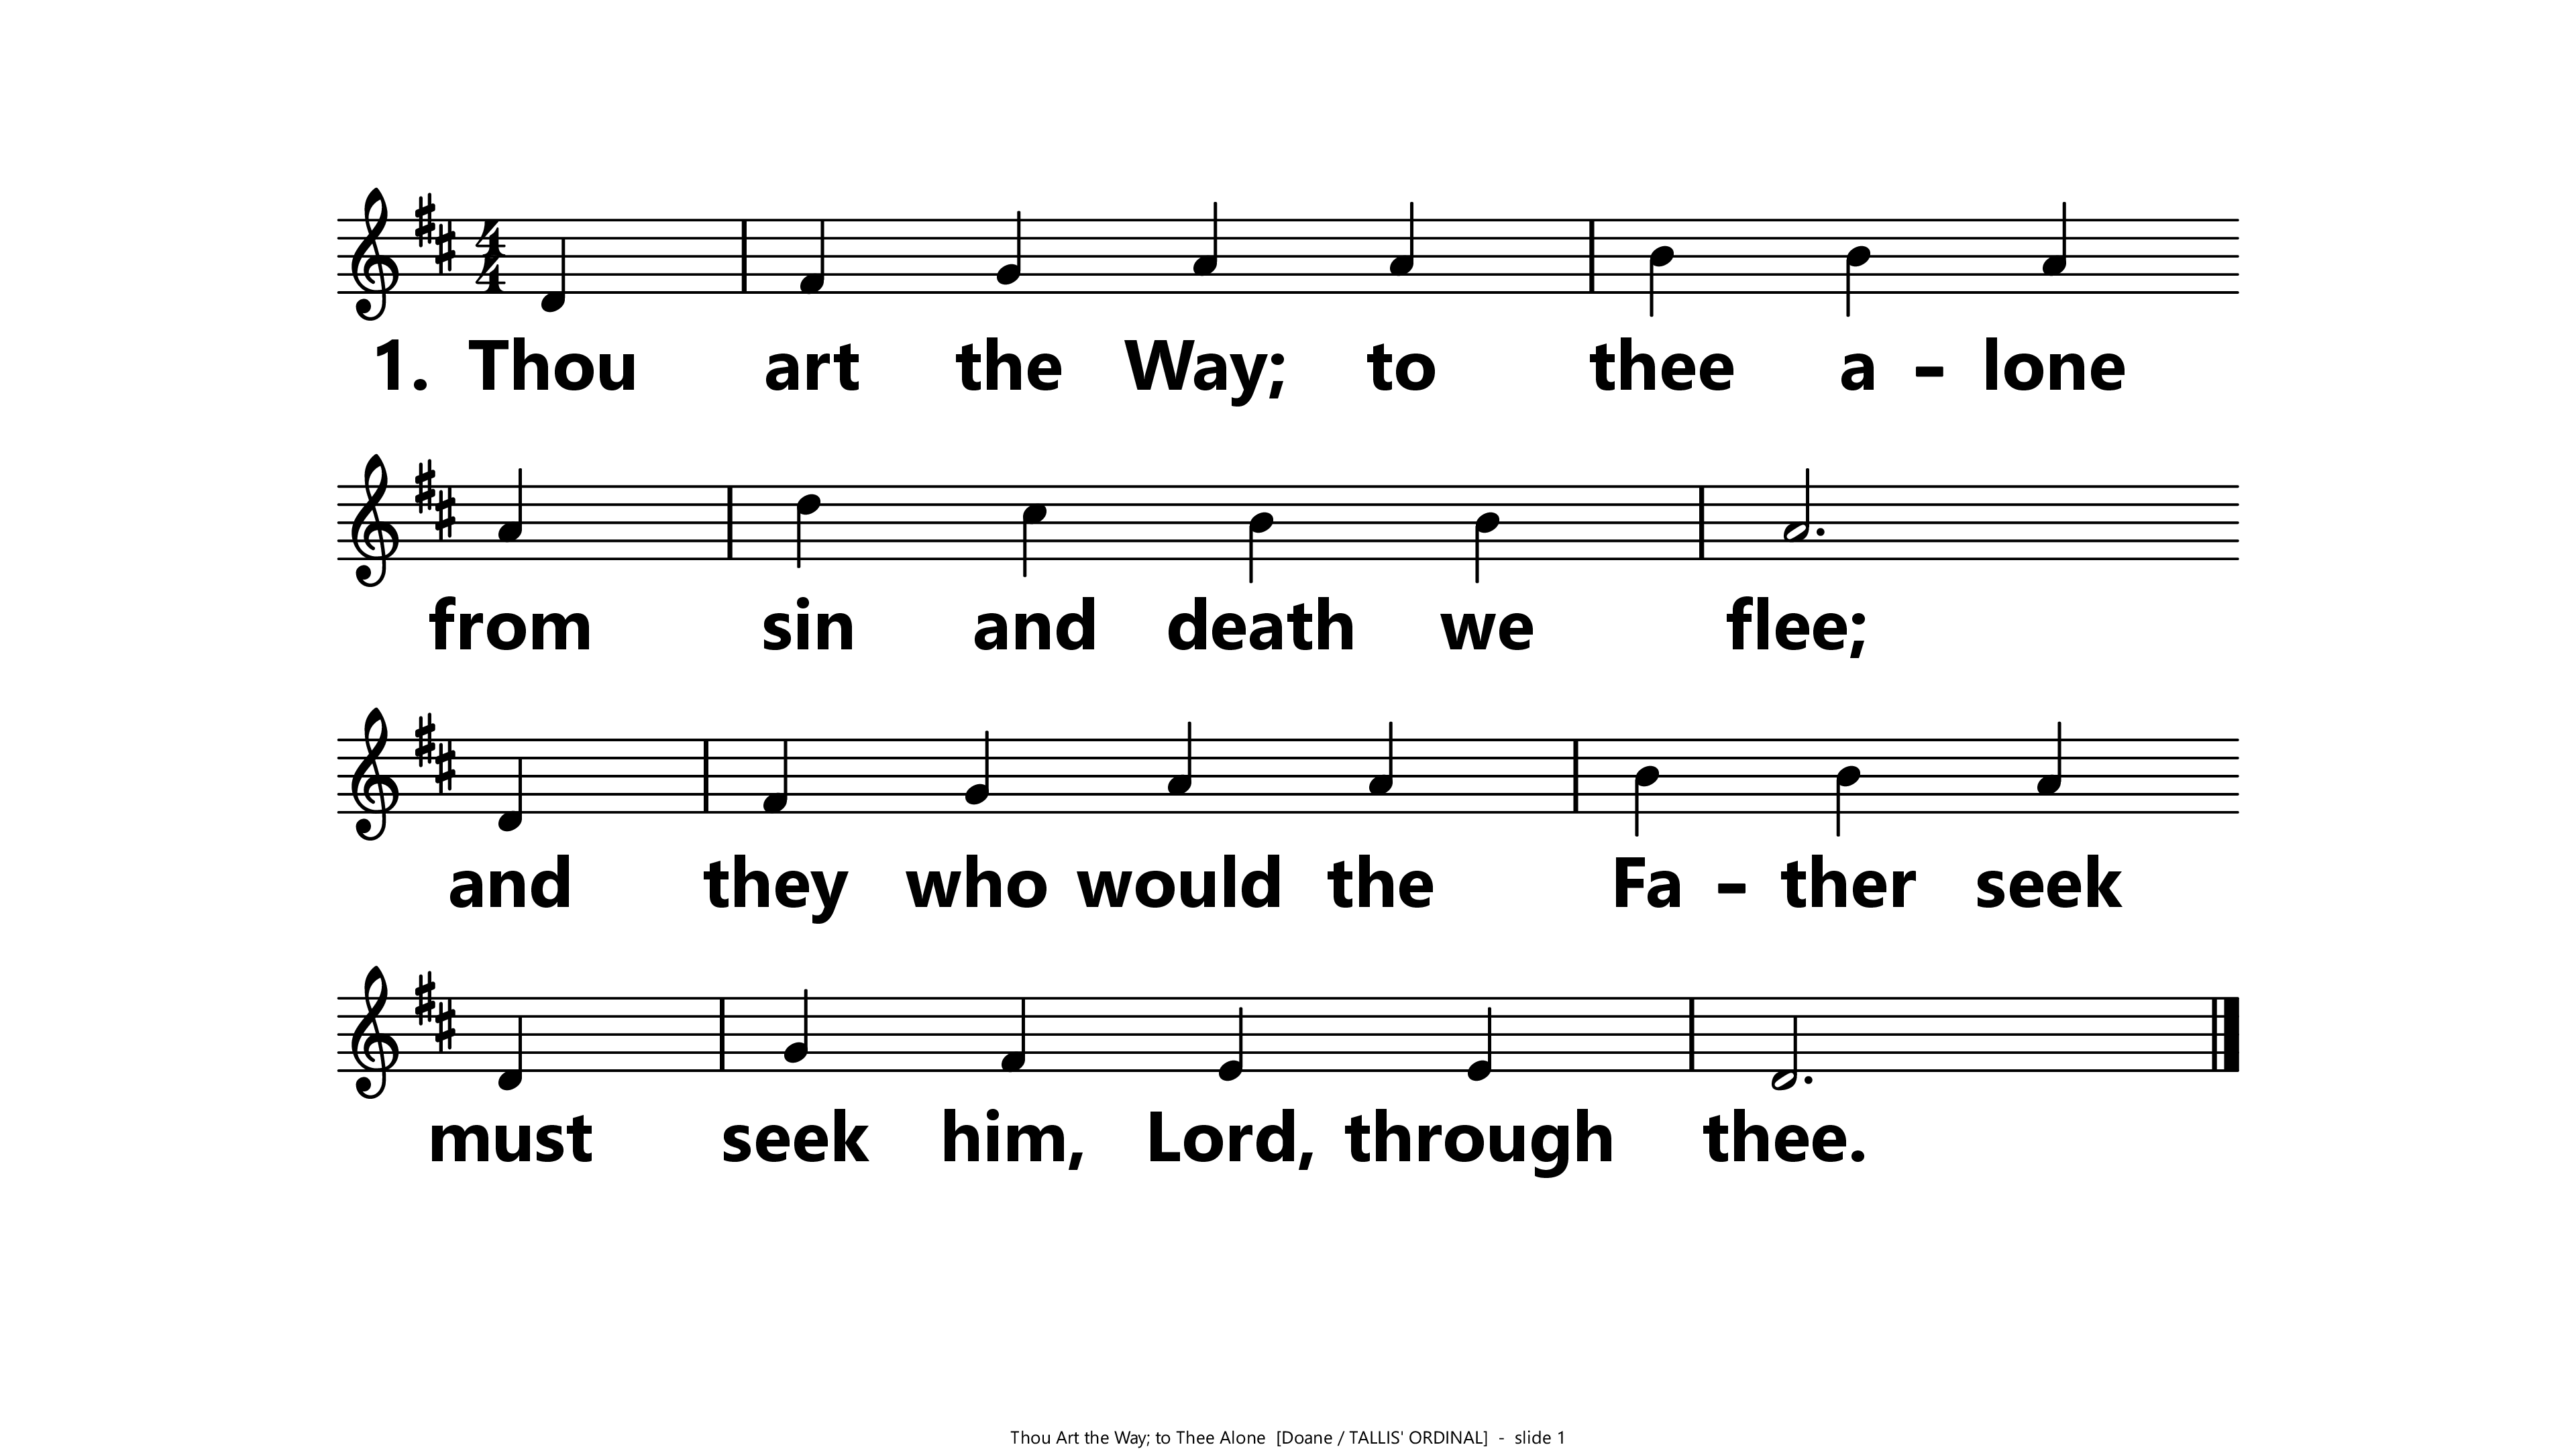 1. Thou art the Way; to thee a - lone
from sin and death we flee;
and they who would the Fa - ther seek
must seek him, Lord, through thee.
Thou Art the Way; to Thee Alone [Doane / TALLIS' ORDINAL] - slide 1